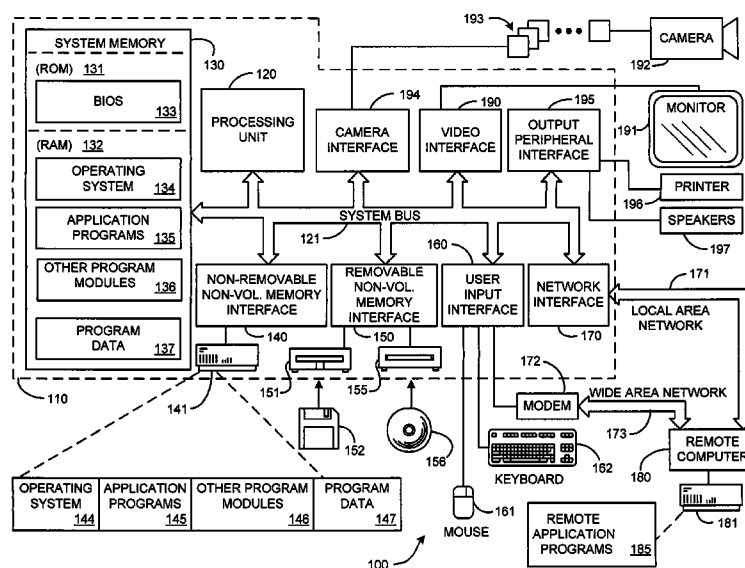 SYSTEM MEMORY
130
(ROM) 131
BIOS
133
(RAM) 132
OPERATING
SYSTEM 134
APPLICATION
PROGRAMS 135
OTHER PROGRAM
MODULES 136
PROGRAM
DATA 137
120
PROCESSING
UNIT
194
CAMERA
INTERFACE
190
VIDEO
INTERFACE
195
OUTPUT
PERIPHERAL
INTERFACE
193
CAMERA
192
MONITOR
191
PRINTER
196
SPEAKERS
197
SYSTEM BUS
121
NON-REMOVABLE
NON-VOL. MEMORY
INTERFACE
140
REMOVABLE
NON-VOL.
MEMORY
INTERFACE
150
160
USER
INPUT
INTERFACE
NETWORK
INTERFACE
170
171
LOCAL AREA
NETWORK
110
141
151
152
155
156
172
MODEM
WIDE AREA NETWORK
173
KEYBOARD
162
MOUSE
161
REMOTE
COMPUTER
180
181
OPERATING
SYSTEM
144
APPLICATION
PROGRAMS
145
OTHER PROGRAM
MODULES
146
PROGRAM
DATA
147
REMOTE
APPLICATION
PROGRAMS
185
100